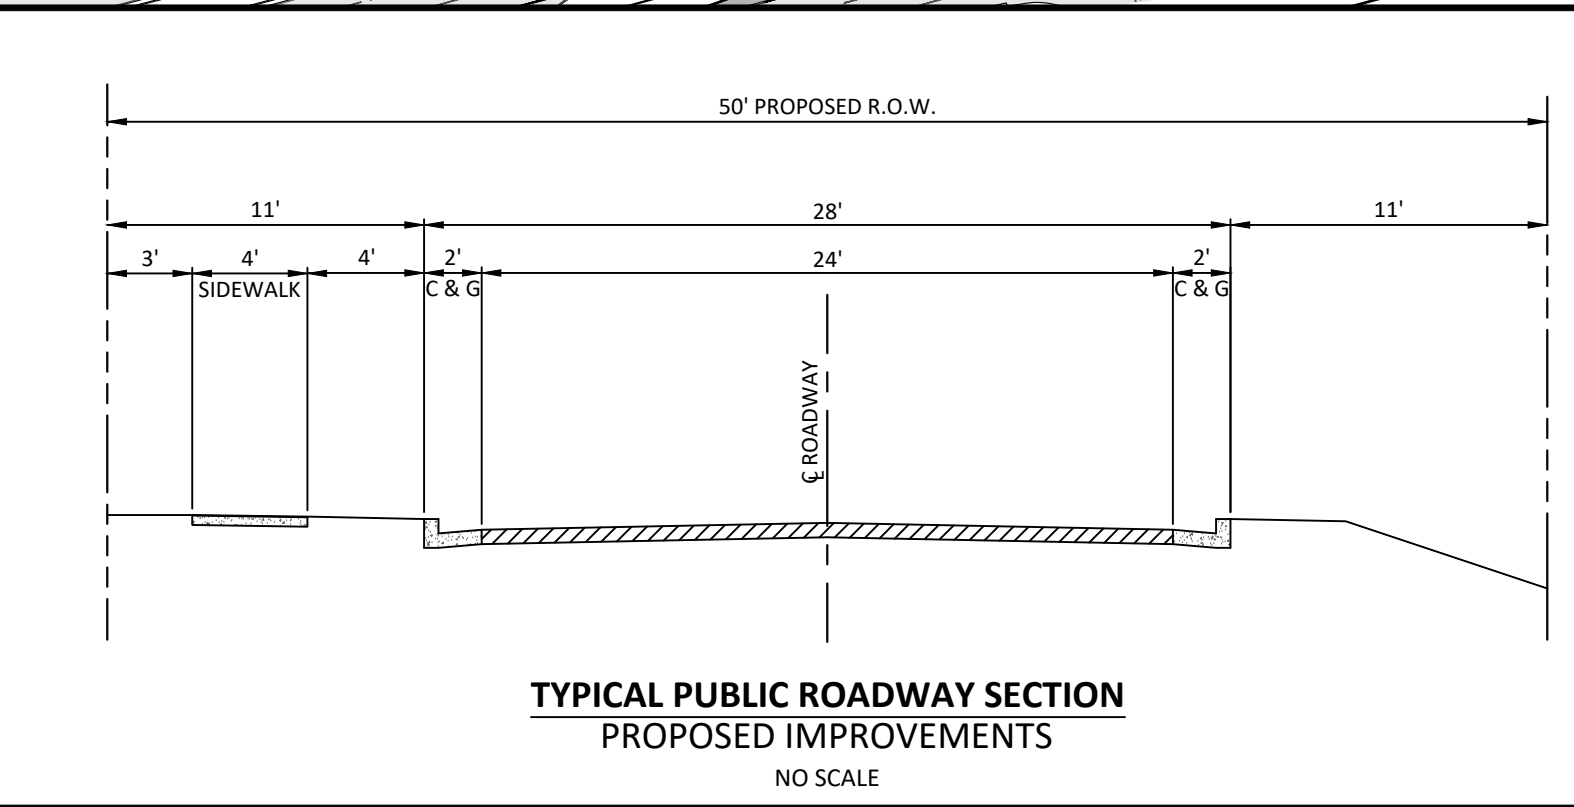 50' PROPOSED R.O.W.
11' 28' 11'
3' 4' 4' 2' 24' 2'
SIDEWALK C & G C & G
℄ ROADWAY
TYPICAL PUBLIC ROADWAY SECTION
PROPOSED IMPROVEMENTS
NO SCALE